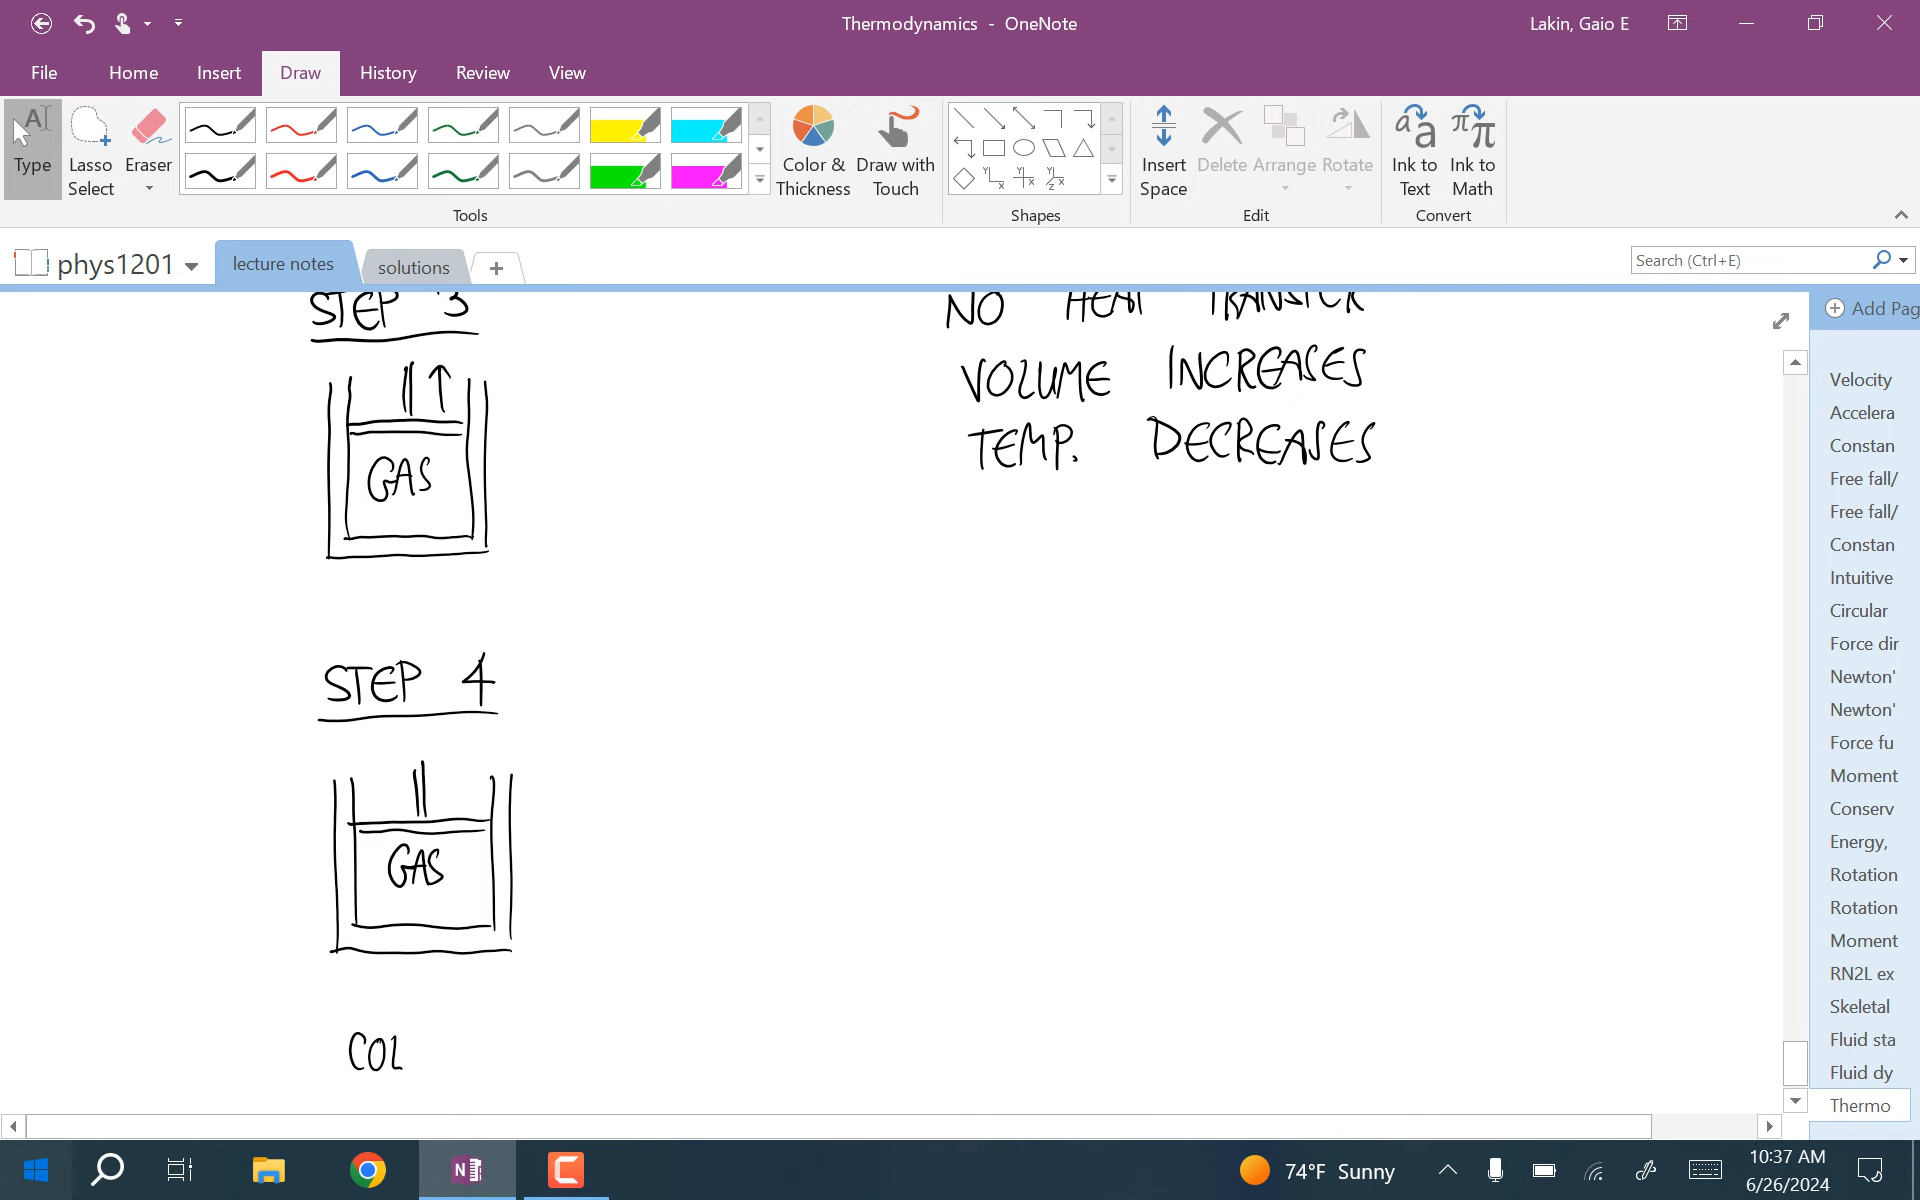 Thermodynamics - OneNote
Lakin, Gaio E
File Home Insert Draw History Review View
Type
Lasso Select
Eraser
Color & Thickness
Draw with Touch
Insert Space
Delete
Arrange
Rotate
Ink to Text
Ink to Math
Tools
Shapes
Edit
Convert
phys1201
lecture notes
solutions
Search (Ctrl+E)
Add Pag
STEP 3
NO HEAT TRANSFER
VOLUME INCREASES
TEMP. DECREASES
GAS
STEP 4
GAS
COL
Velocity
Accelera
Constan
Free fall/
Free fall/
Constan
Intuitive
Circular
Force dir
Newton'
Newton'
Force fu
Moment
Conserv
Energy,
Rotation
Rotation
Moment
RN2L ex
Skeletal
Fluid sta
Fluid dy
Thermo
74°F Sunny
10:37 AM
6/26/2024